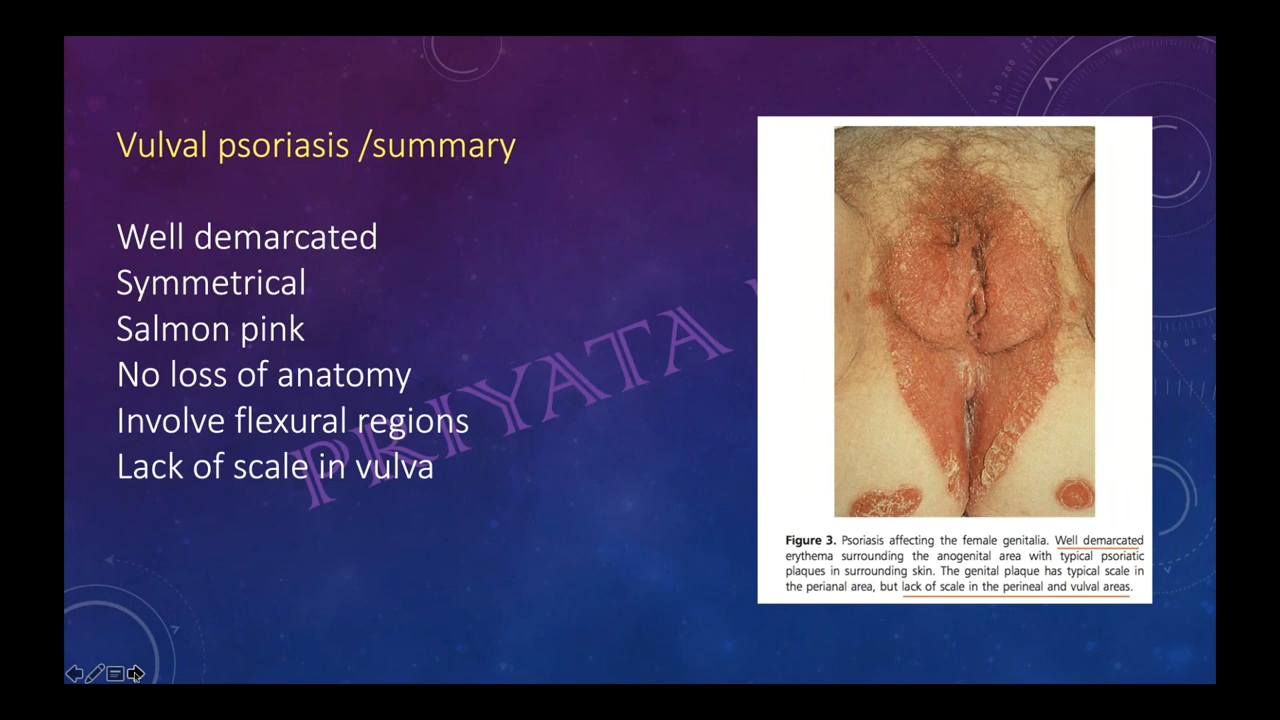 Vulval psoriasis /summary
Well demarcated
Symmetrical
Salmon pink
No loss of anatomy
Involve flexural regions
Lack of scale in vulva
PRIYATA
Figure 3. Psoriasis affecting the female genitalia. Well demarcated
erythema surrounding the anogenital area with typical psoriatic
plaques in surrounding skin. The genital plaque has typical scale in
the perianal area, but lack of scale in the perineal and vulval areas.